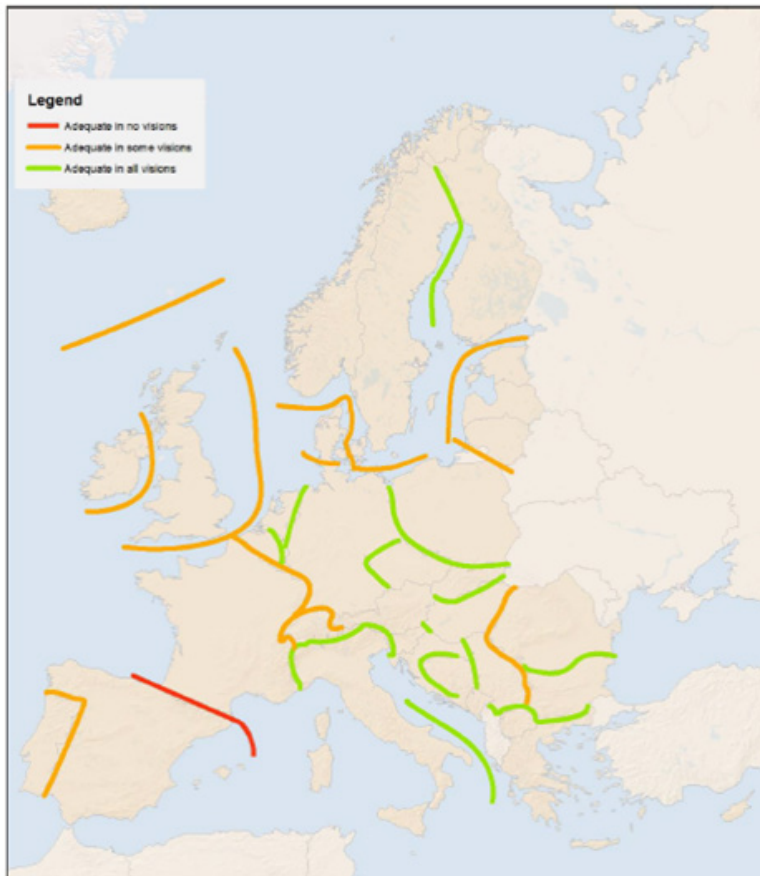 Legend
Adequate in no visions
Adequate in some visions
Adequate in all visions